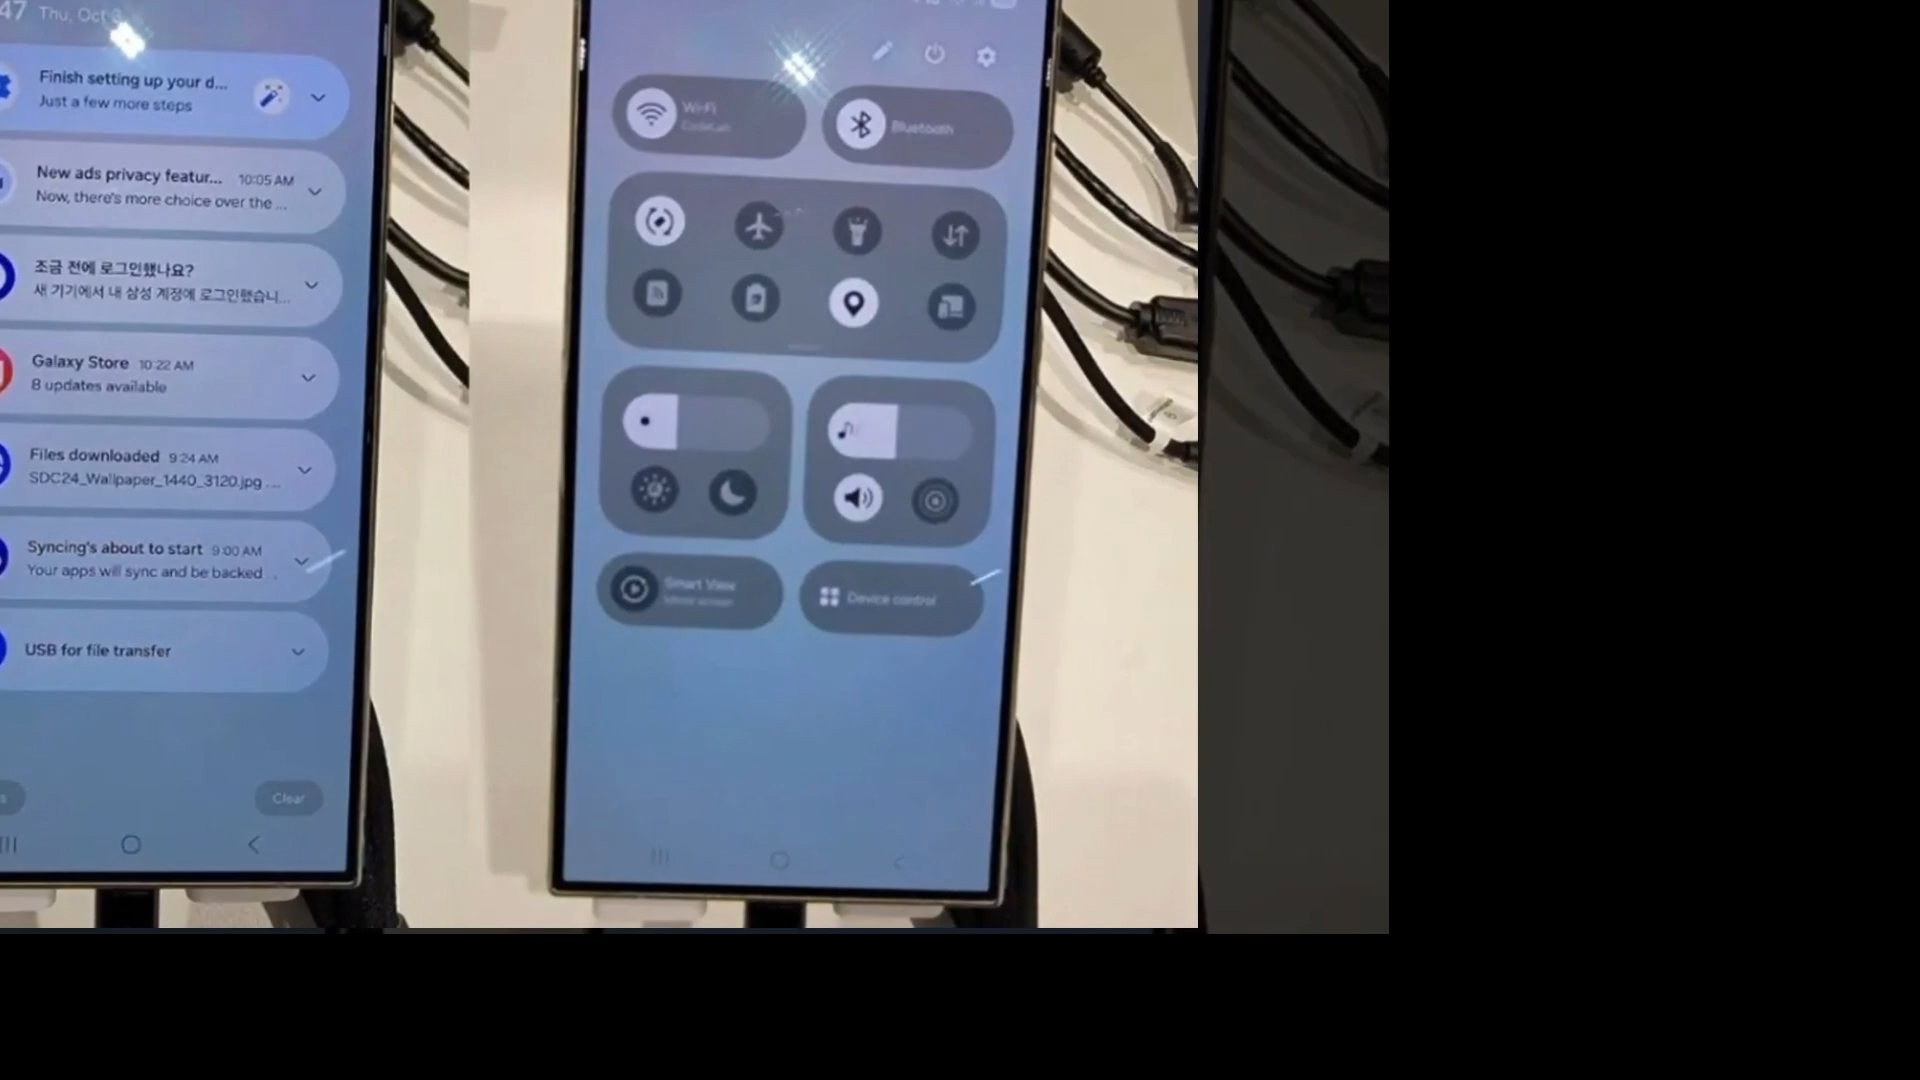 47 Thu, Oct
Finish setting up your d...
Just a few more steps
New ads privacy featur... 10:05 AM
Now, there's more choice over the ...
조금 전에 로그인했나요?
새 기기에서 내 삼성 계정에 로그인했습니...
Galaxy Store 10:22 AM
8 updates available
Files downloaded 9:24 AM
SDC24_Wallpaper_1440_3120.jpg ...
Syncing's about to start 9:00 AM
Your apps will sync and be backed ...
USB for file transfer
Clear
Wi-Fi
Bluetooth
Smart View
Mirror screen
Device control